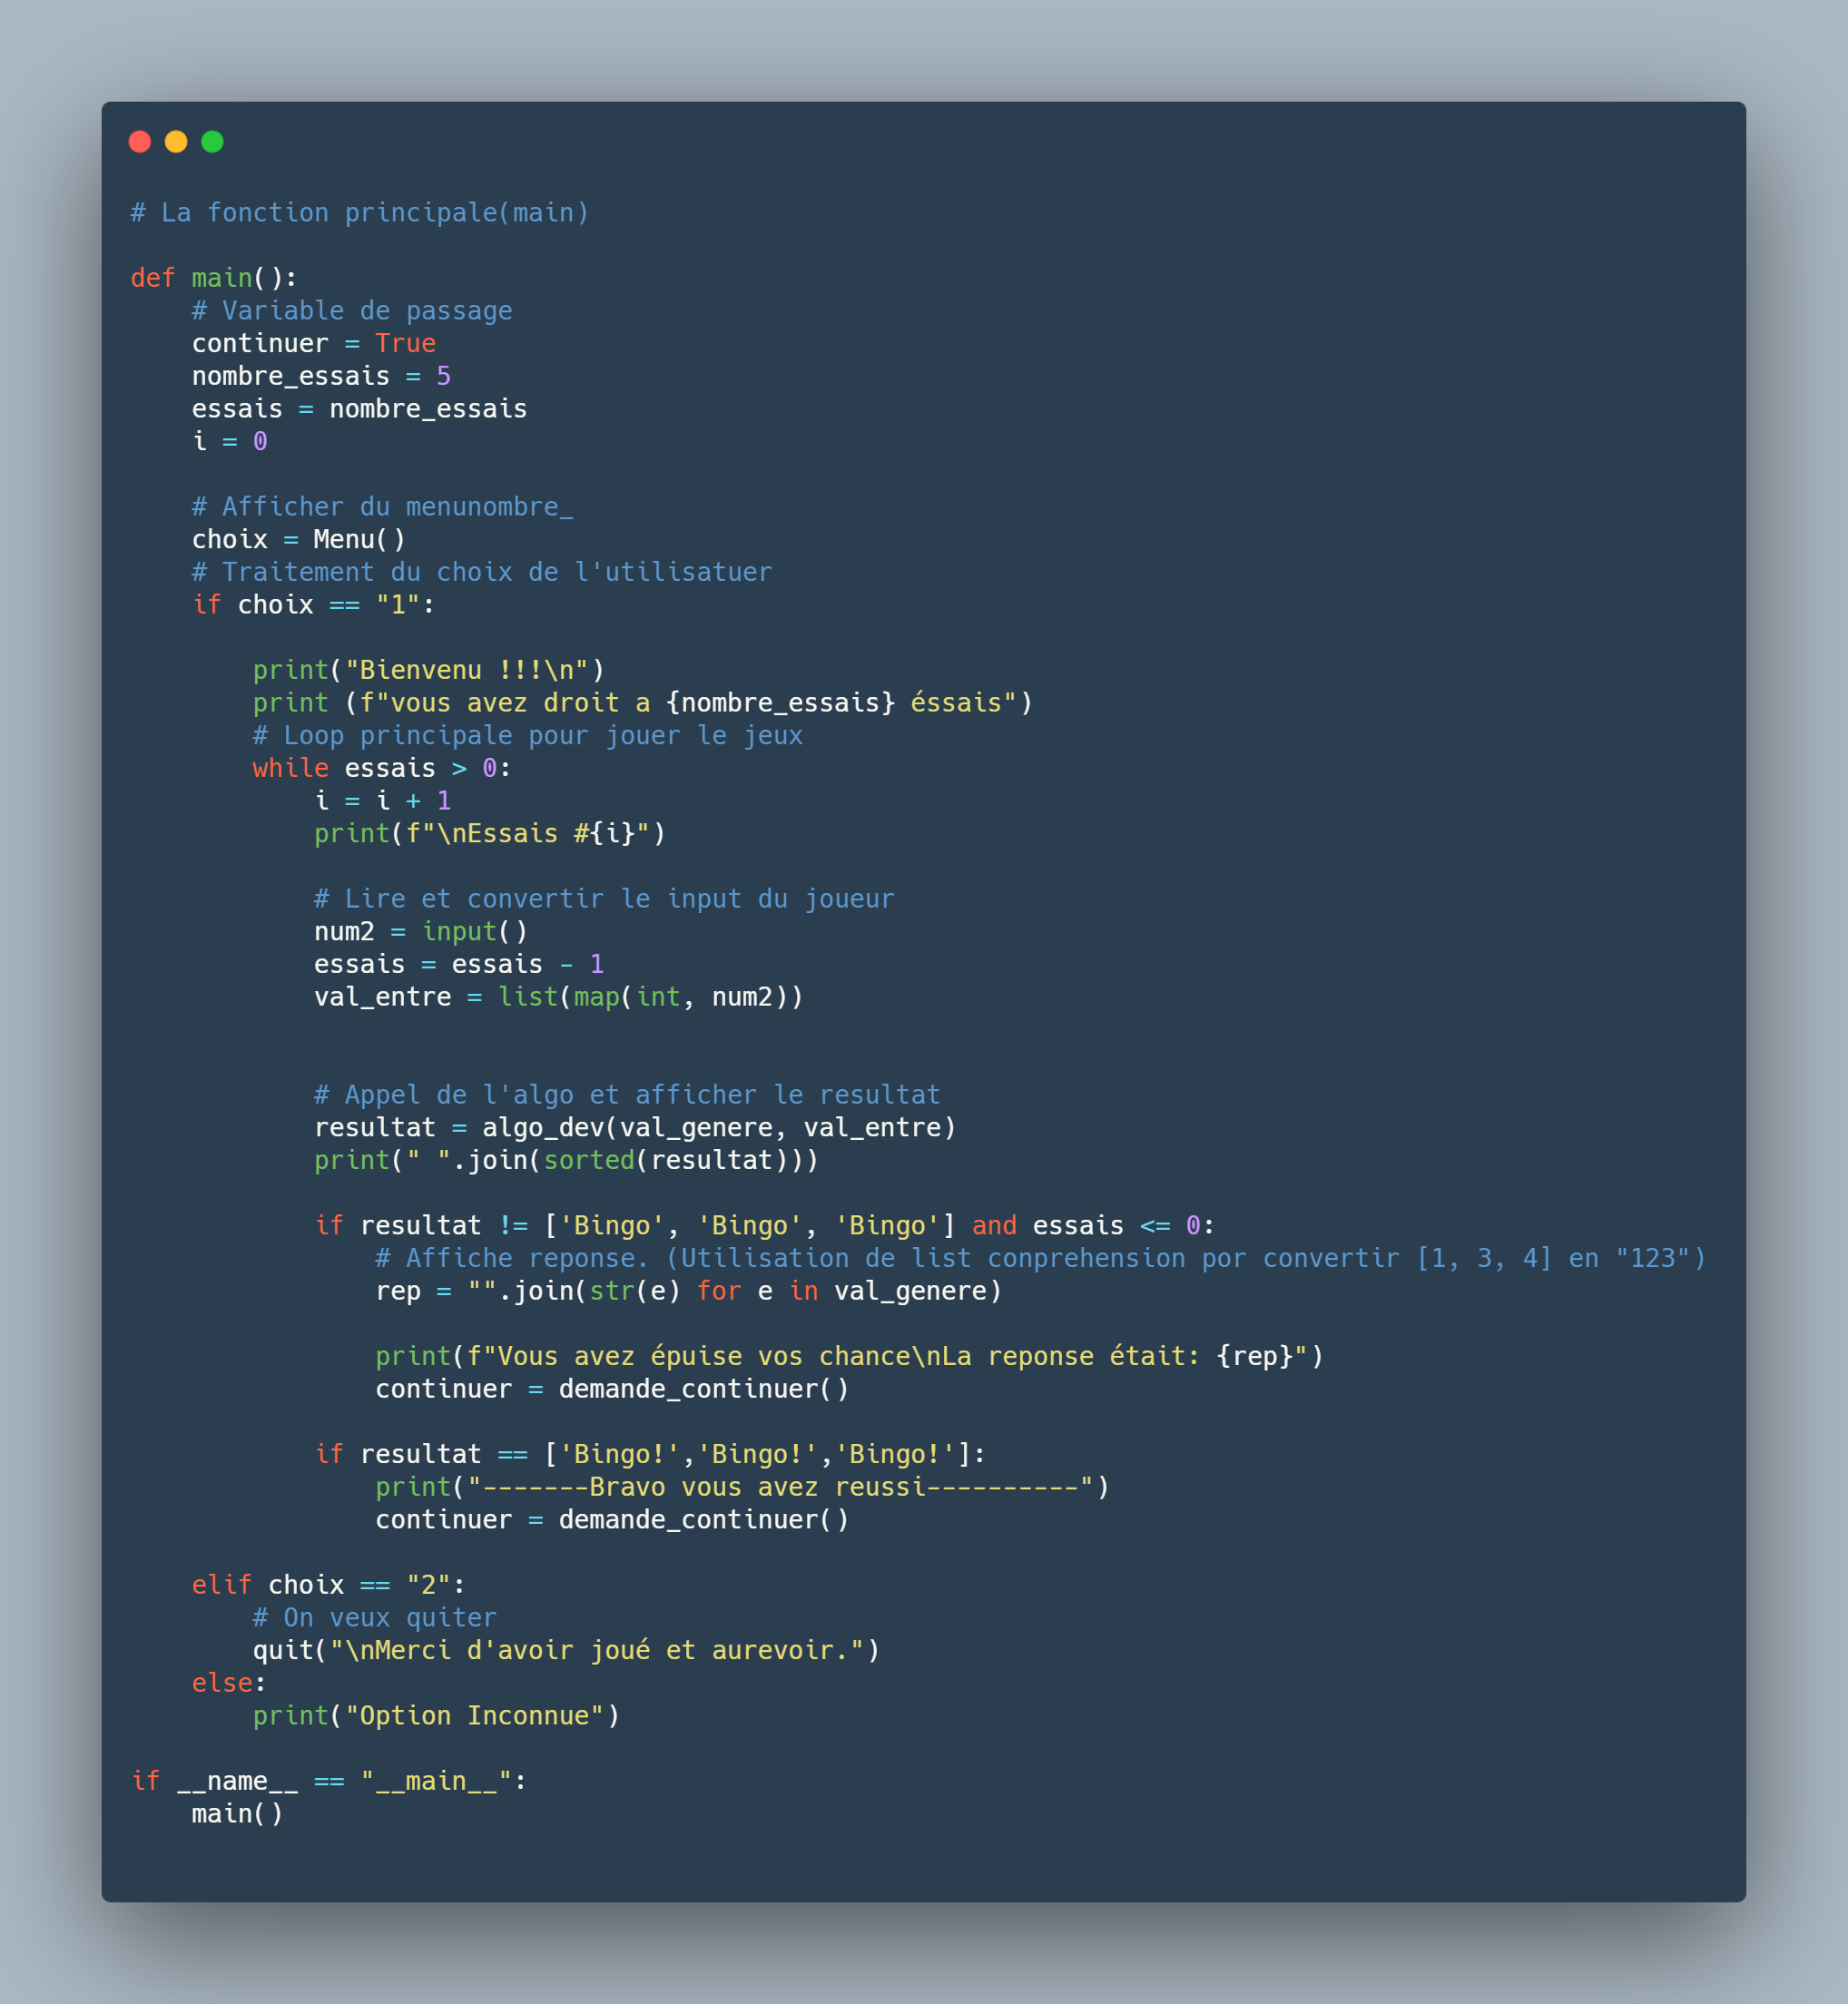 # La fonction principale(main)
def main():
    # Variable de passage
    continuer = True
    nombre_essais = 5
    essais = nombre_essais
    i = 0
    # Afficher du menunombre_
    choix = Menu()
    # Traitement du choix de l'utilisatuer
    if choix == "1":
        print("Bienvenu !!!\n")
        print (f"vous avez droit a {nombre_essais} éssais")
        # Loop principale pour jouer le jeux
        while essais > 0:
            i = i + 1
            print(f"\nEssais #{i}")
            # Lire et convertir le input du joueur
            num2 = input()
            essais = essais - 1
            val_entre = list(map(int, num2))
            # Appel de l'algo et afficher le resultat
            resultat = algo_dev(val_genere, val_entre)
            print(" ".join(sorted(resultat)))
            if resultat != ['Bingo', 'Bingo', 'Bingo'] and essais <= 0:
                # Affiche reponse. (Utilisation de list conprehension por convertir [1, 3, 4] en "123")
                rep = "".join(str(e) for e in val_genere)
                print(f"Vous avez épuise vos chance\nLa reponse était: {rep}")
                continuer = demande_continuer()
            if resultat == ['Bingo!','Bingo!','Bingo!']:
                print("-------Bravo vous avez reussi----------")
                continuer = demande_continuer()
    elif choix == "2":
        # On veux quiter
        quit("\nMerci d'avoir joué et aurevoir.")
    else:
        print("Option Inconnue")
if __name__ == "__main__":
    main()